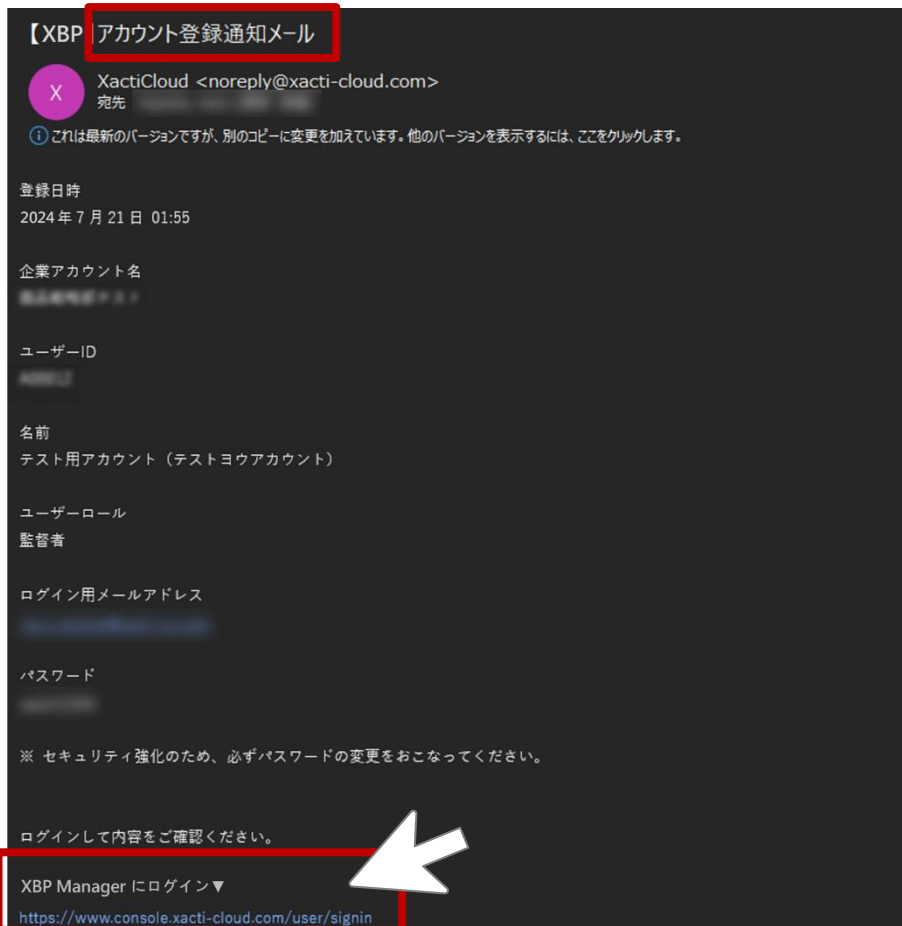 【XBP】アカウント登録通知メール
X
XactiCloud <noreply@xacti-cloud.com>
宛先
これは最新のバージョンですが、別のコピーに変更を加えています。他のバージョンを表示するには、ここをクリックします。
登録日時
2024年7月21日 01:55
企業アカウント名
ユーザーID
名前
テスト用アカウント（テストヨウアカウント）
ユーザーロール
監督者
ログイン用メールアドレス
パスワード
※ セキュリティ強化のため、必ずパスワードの変更をおこなってください。
ログインして内容をご確認ください。
XBP Manager にログイン▼
https://www.console.xacti-cloud.com/user/signin